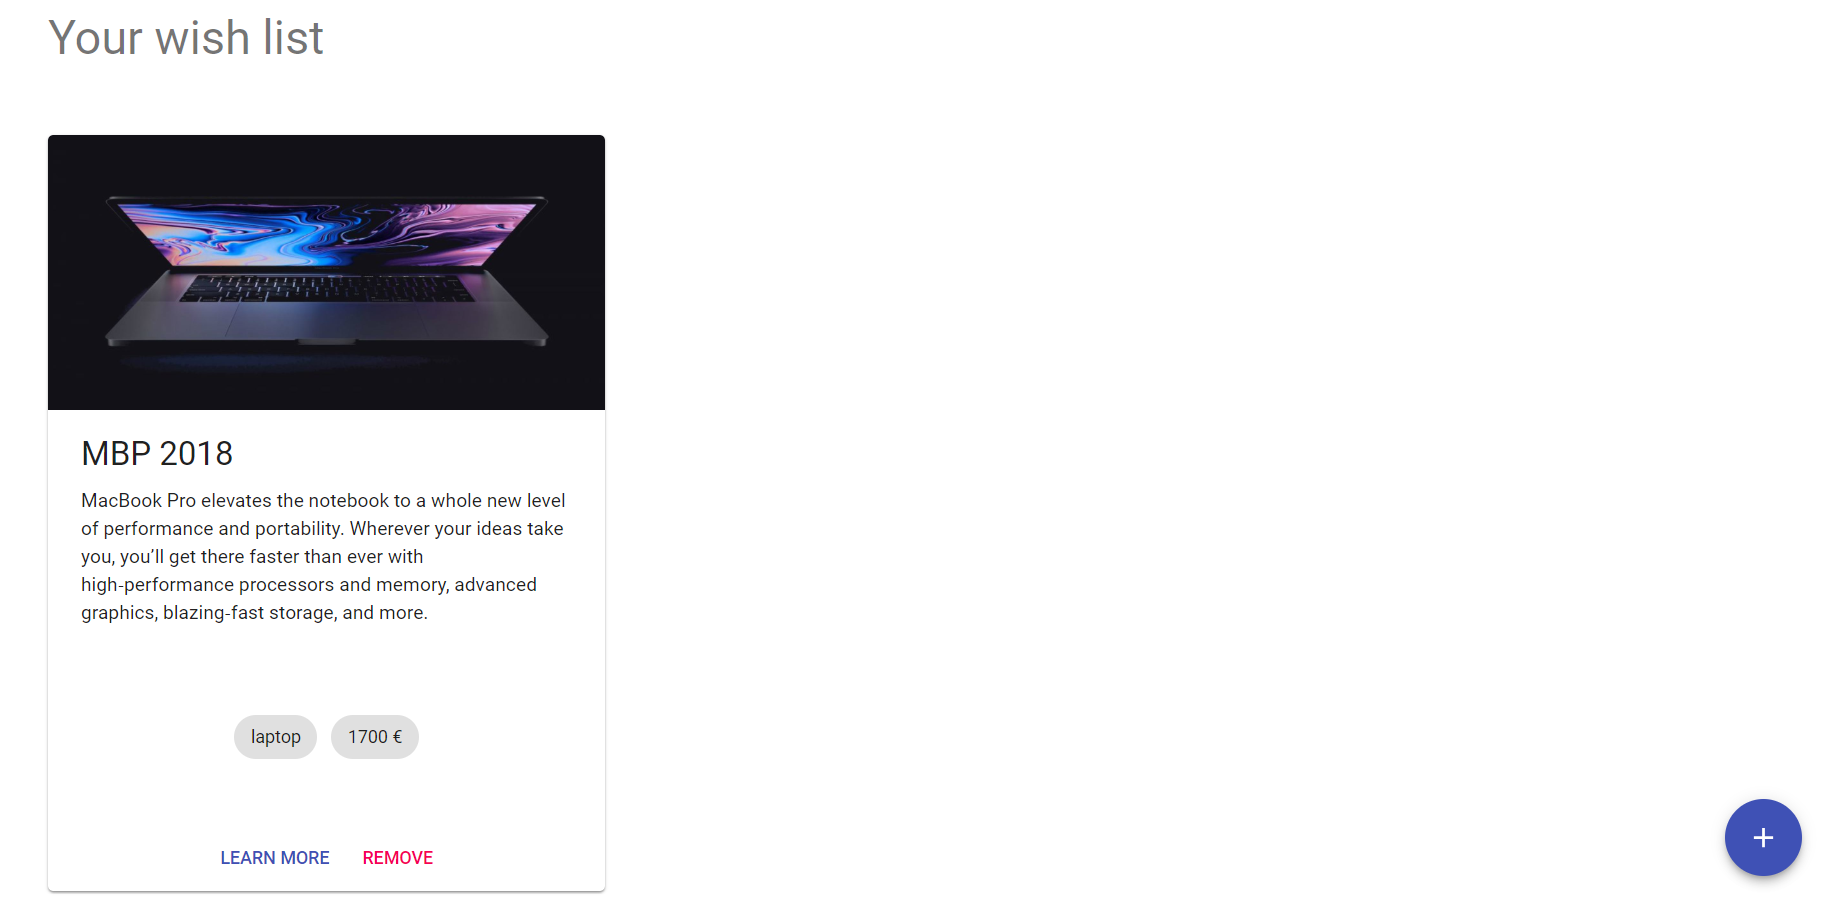 Your wish list
MBP 2018
MacBook Pro elevates the notebook to a whole new level
of performance and portability. Wherever your ideas take
you, you’ll get there faster than ever with
high‑performance processors and memory, advanced
graphics, blazing‑fast storage, and more.
laptop
1700 €
LEARN MORE
REMOVE
+